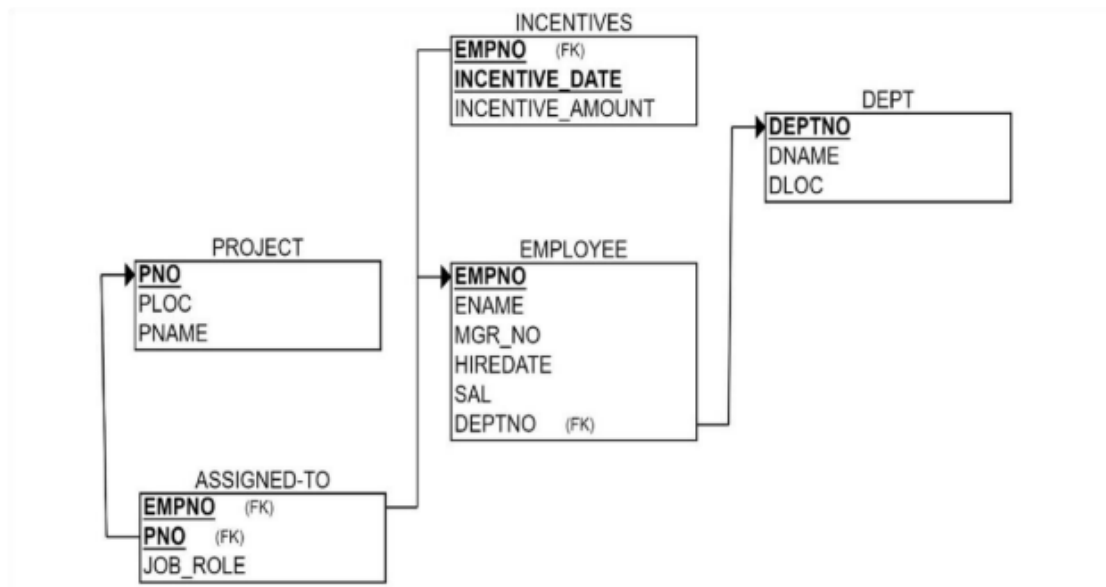 INCENTIVES
EMPNO (FK)
INCENTIVE_DATE
INCENTIVE_AMOUNT
DEPT
DEPTNO
DNAME
DLOC
PROJECT
PNO
PLOC
PNAME
EMPLOYEE
EMPNO
ENAME
MGR_NO
HIREDATE
SAL
DEPTNO (FK)
ASSIGNED-TO
EMPNO (FK)
PNO (FK)
JOB_ROLE